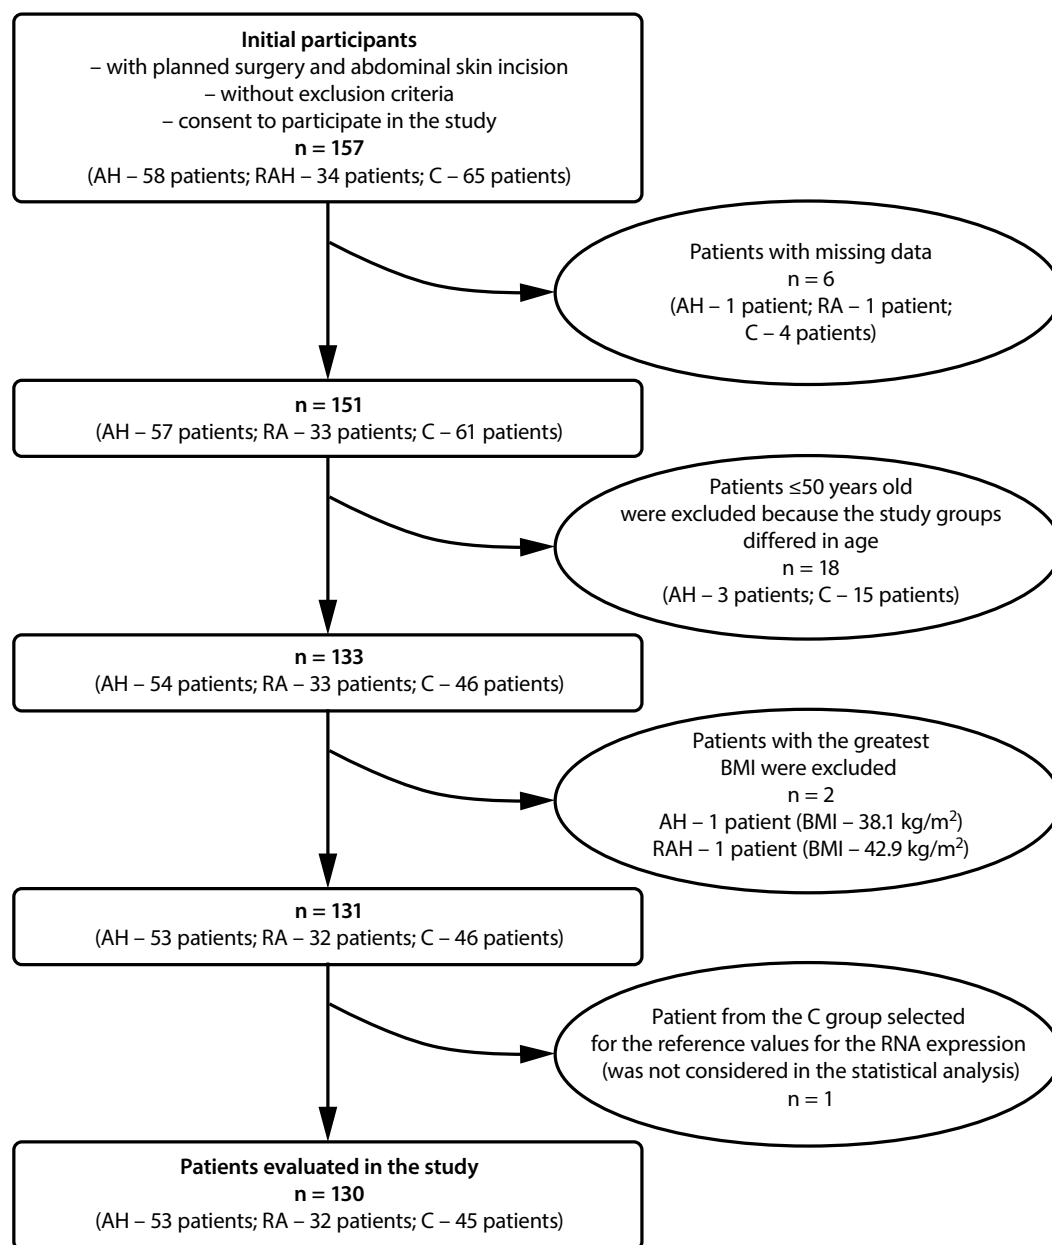 Initial participants
– with planned surgery and abdominal skin incision
– without exclusion criteria
– consent to participate in the study
n = 157
(AH – 58 patients; RAH – 34 patients; C – 65 patients)
Patients with missing data
n = 6
(AH – 1 patient; RA – 1 patient;
C – 4 patients)
n = 151
(AH – 57 patients; RA – 33 patients; C – 61 patients)
Patients ≤50 years old
were excluded because the study groups
differed in age
n = 18
(AH – 3 patients; C – 15 patients)
n = 133
(AH – 54 patients; RA – 33 patients; C – 46 patients)
Patients with the greatest
BMI were excluded
n = 2
AH – 1 patient (BMI – 38.1 kg/m²)
RAH – 1 patient (BMI – 42.9 kg/m²)
n = 131
(AH – 53 patients; RA – 32 patients; C – 46 patients)
Patient from the C group selected
for the reference values for the RNA expression
(was not considered in the statistical analysis)
n = 1
Patients evaluated in the study
n = 130
(AH – 53 patients; RA – 32 patients; C – 45 patients)